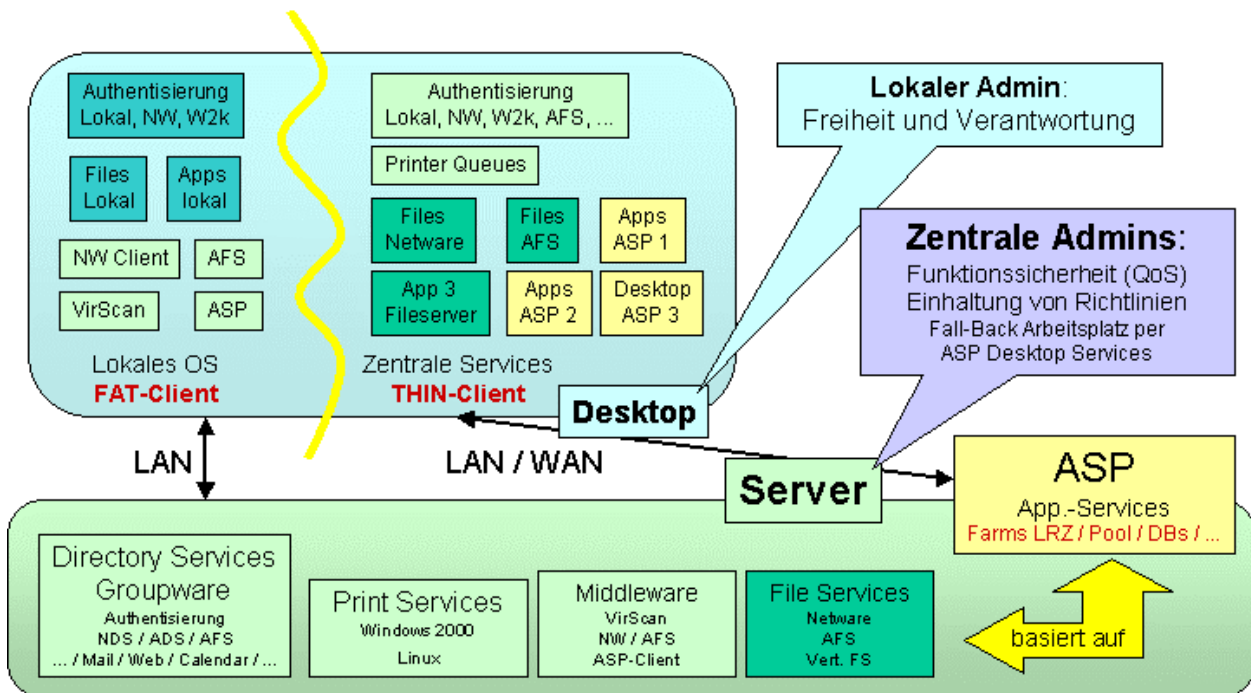 Authentisierung
Lokal, NW, W2k
Files
Lokal
Apps
lokal
NW Client
AFS
VirScan
ASP
Lokales OS
FAT-Client
Authentisierung
Lokal, NW, W2k, AFS, ...
Printer Queues
Files
Netware
Files
AFS
Apps
ASP 1
App 3
Fileserver
Apps
ASP 2
Desktop
ASP 3
Zentrale Services
THIN-Client
Desktop
Lokaler Admin:
Freiheit und Verantwortung
Zentrale Admins:
Funktionssicherheit (QoS)
Einhaltung von Richtlinien
Fall-Back Arbeitsplatz per
ASP Desktop Services
LAN
LAN / WAN
Server
ASP
App.-Services
Farms LRZ / Pool / DBs / ...
Directory Services
Groupware
Authentisierung
NDS / ADS / AFS
... / Mail / Web / Calendar / ...
Print Services
Windows 2000
Linux
Middleware
VirScan
NW / AFS
ASP-Client
File Services
Netware
AFS
Vert. FS
basiert auf